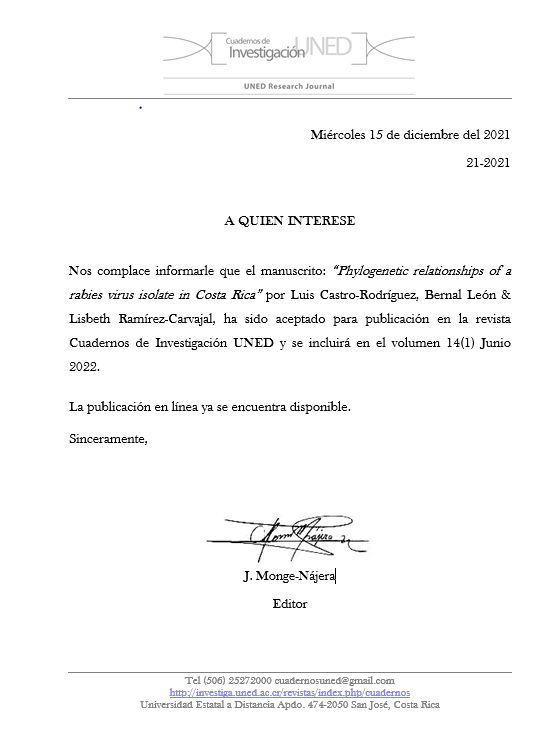 Cuadernos de
Investigación UNED
UNED Research Journal
Miércoles 15 de diciembre del 2021
21-2021
A QUIEN INTERESE
Nos complace informarle que el manuscrito: “Phylogenetic relationships of a
rabies virus isolate in Costa Rica” por Luis Castro-Rodríguez, Bernal León &
Lisbeth Ramírez-Carvajal, ha sido aceptado para publicación en la revista
Cuadernos de Investigación UNED y se incluirá en el volumen 14(1) Junio
2022.
La publicación en línea ya se encuentra disponible.
Sinceramente,
J. Monge-Nájera
Editor
Tel (506) 25272000 cuadernosuned@gmail.com
http://investiga.uned.ac.cr/revistas/index.php/cuadernos
Universidad Estatal a Distancia Apdo. 474-2050 San José, Costa Rica